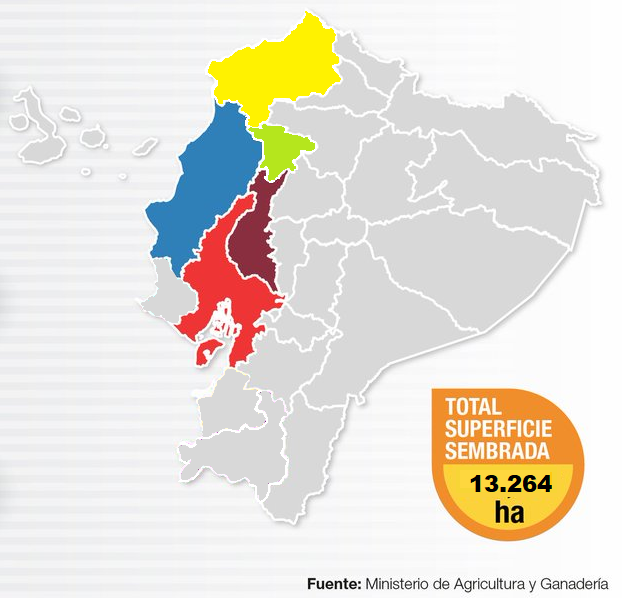 TOTAL
SUPERFICIE
SEMBRADA
13.264
ha
Fuente: Ministerio de Agricultura y Ganadería